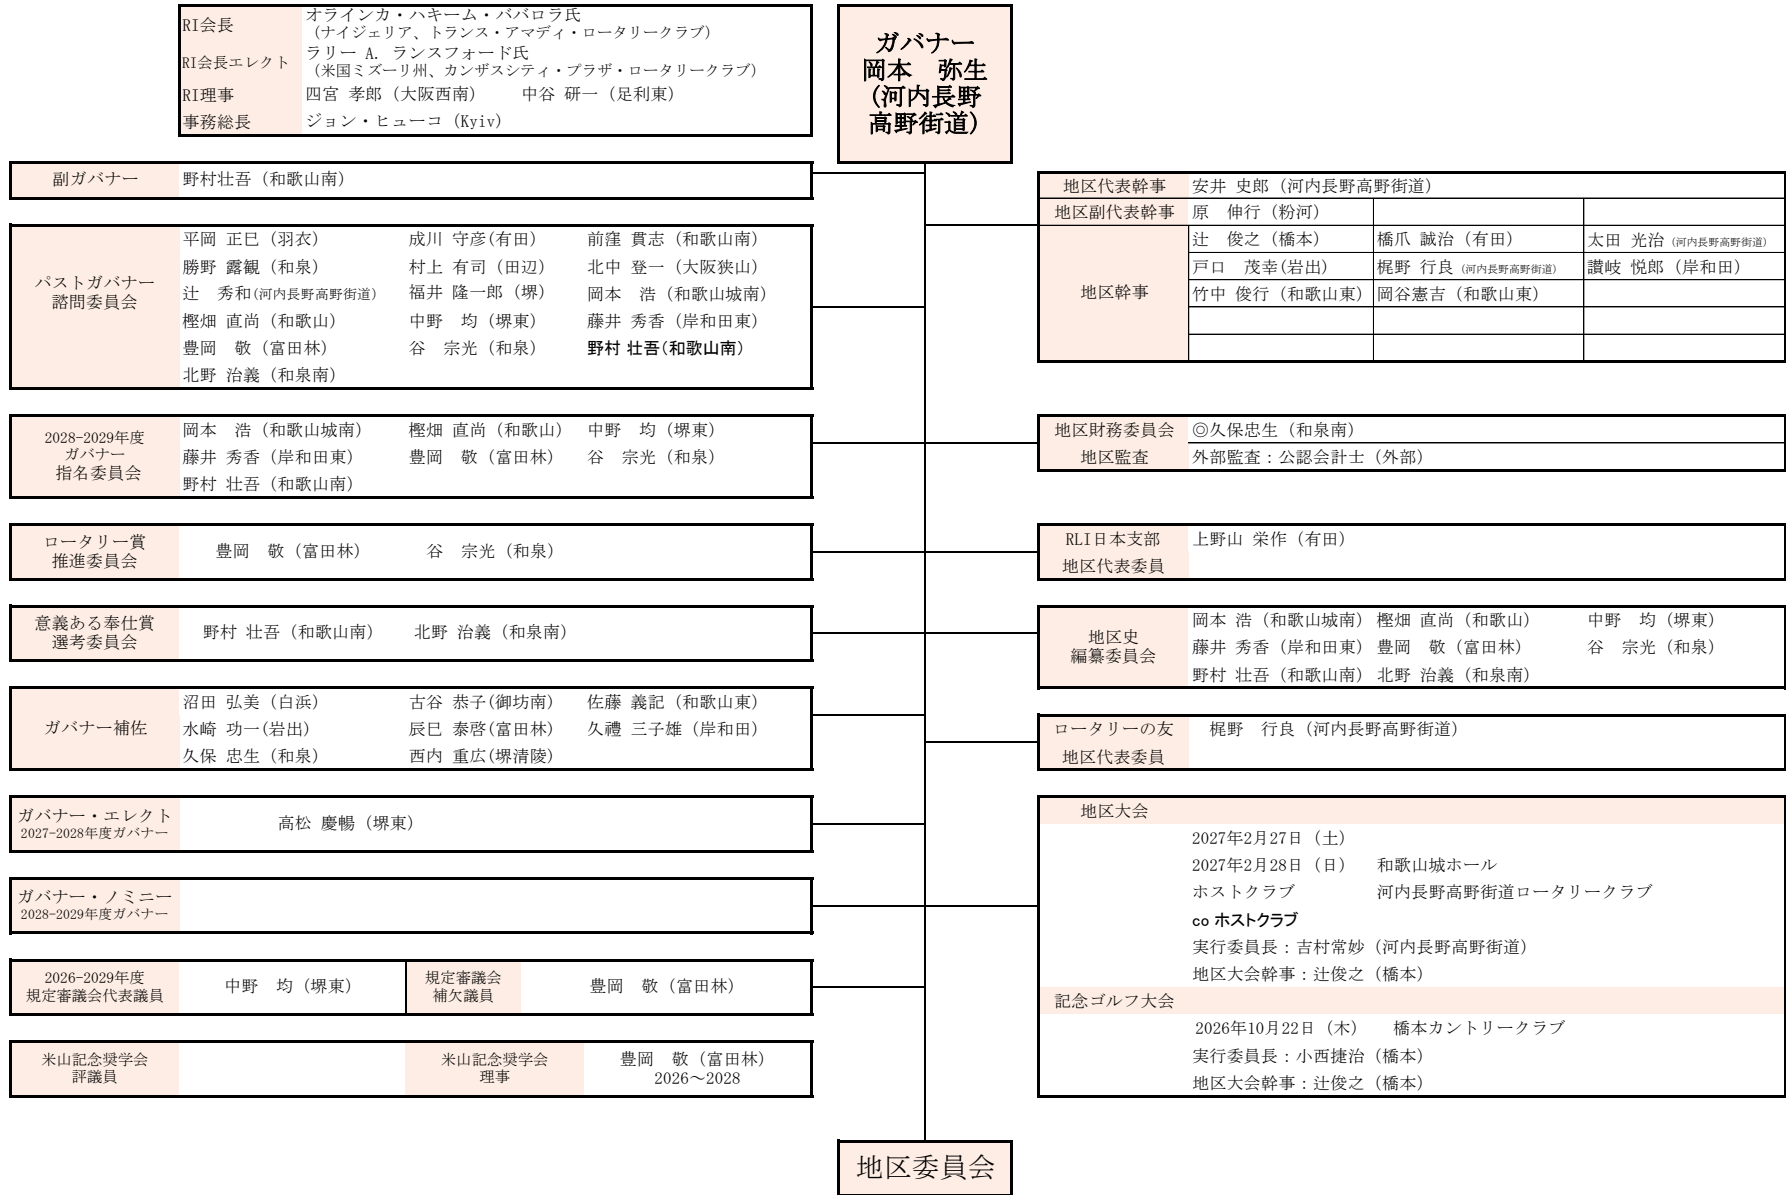 RI会長
オラインカ・ハキーム・ババロラ氏
（ナイジェリア、トランス・アマディ・ロータリークラブ）
RI会長エレクト
ラリー A. ランスフォード氏
（米国ミズーリ州、カンザスシティ・プラザ・ロータリークラブ）
RI理事 四宮 孝郎（大阪西南） 中谷 研一（足利東）
事務総長 ジョン・ヒューコ（Kyiv）
ガバナー
岡本　弥生
(河内長野
高野街道)
副ガバナー 野村壮吾（和歌山南）
パストガバナー
諮問委員会
平岡 正巳（羽衣） 成川 守彦(有田) 前窪 貫志（和歌山南）
勝野 露観（和泉） 村上 有司（田辺） 北中 登一（大阪狭山）
辻　秀和(河内長野高野街道) 福井 隆一郎（堺） 岡本　浩（和歌山城南）
樫畑 直尚（和歌山） 中野　均（堺東） 藤井 秀香（岸和田東）
豊岡　敬（富田林） 谷　宗光（和泉） 野村 壮吾(和歌山南)
北野 治義（和泉南）
2028-2029年度
ガバナー
指名委員会
岡本　浩（和歌山城南） 樫畑 直尚（和歌山） 中野　均（堺東）
藤井 秀香（岸和田東） 豊岡　敬（富田林） 谷　宗光（和泉）
野村 壮吾（和歌山南）
ロータリー賞
推進委員会
豊岡　敬（富田林） 谷　宗光（和泉）
意義ある奉仕賞
選考委員会
野村 壮吾（和歌山南） 北野 治義（和泉南）
ガバナー補佐
沼田 弘美（白浜） 古谷 恭子(御坊南) 佐藤 義記（和歌山東）
水崎 功一(岩出) 辰巳 泰啓(富田林) 久禮 三子雄（岸和田）
久保 忠生（和泉） 西内 重広(堺清陵)
ガバナー・エレクト
2027-2028年度ガバナー
高松 慶暢（堺東）
ガバナー・ノミニー
2028-2029年度ガバナー
2026-2029年度
規定審議会代表議員
中野　均（堺東）
規定審議会
補欠議員
豊岡　敬（富田林）
米山記念奨学会
評議員
米山記念奨学会
理事
豊岡　敬（富田林）
2026～2028
地区代表幹事 安井 史郎（河内長野高野街道）
地区副代表幹事 原　伸行（粉河）
地区幹事
辻　俊之（橋本） 橋爪 誠治（有田） 太田 光治（河内長野高野街道）
戸口　茂幸(岩出) 梶野 行良（河内長野高野街道） 讃岐 悦郎（岸和田）
竹中 俊行（和歌山東） 岡谷憲吉（和歌山東）
地区財務委員会 ◎久保忠生（和泉南）
地区監査 外部監査：公認会計士（外部）
RLI日本支部 上野山 栄作（有田）
地区代表委員
地区史
編纂委員会
岡本 浩（和歌山城南） 樫畑 直尚（和歌山） 中野　均（堺東）
藤井 秀香（岸和田東） 豊岡　敬（富田林） 谷　宗光（和泉）
野村 壮吾（和歌山南） 北野 治義（和泉南）
ロータリーの友 梶野　行良（河内長野高野街道）
地区代表委員
地区大会
2027年2月27日（土）
2027年2月28日（日） 和歌山城ホール
ホストクラブ 河内長野高野街道ロータリークラブ
co ホストクラブ
実行委員長：吉村常妙（河内長野高野街道）
地区大会幹事：辻俊之（橋本）
記念ゴルフ大会
2026年10月22日（木） 橋本カントリークラブ
実行委員長：小西捷治（橋本）
地区大会幹事：辻俊之（橋本）
地区委員会